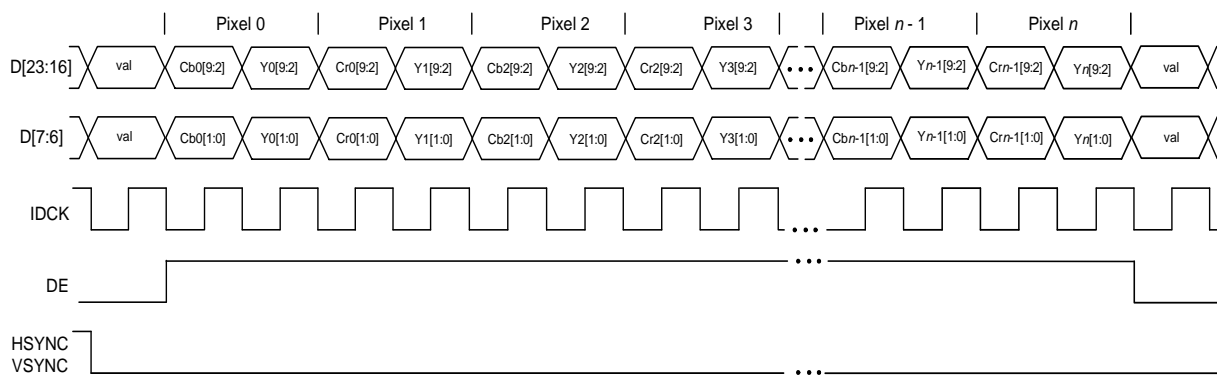 Pixel 0 Pixel 1 Pixel 2 Pixel 3 Pixel n - 1 Pixel n
D[23:16] val Cb0[9:2] Y0[9:2] Cr0[9:2] Y1[9:2] Cb2[9:2] Y2[9:2] Cr2[9:2] Y3[9:2] ••• Cbn-1[9:2] Yn-1[9:2] Crn-1[9:2] Yn[9:2] val
D[7:6] val Cb0[1:0] Y0[1:0] Cr0[1:0] Y1[1:0] Cb2[1:0] Y2[1:0] Cr2[1:0] Y3[1:0] ••• Cbn-1[1:0] Yn-1[1:0] Crn-1[1:0] Yn[1:0] val
IDCK •••
DE •••
HSYNC
VSYNC •••